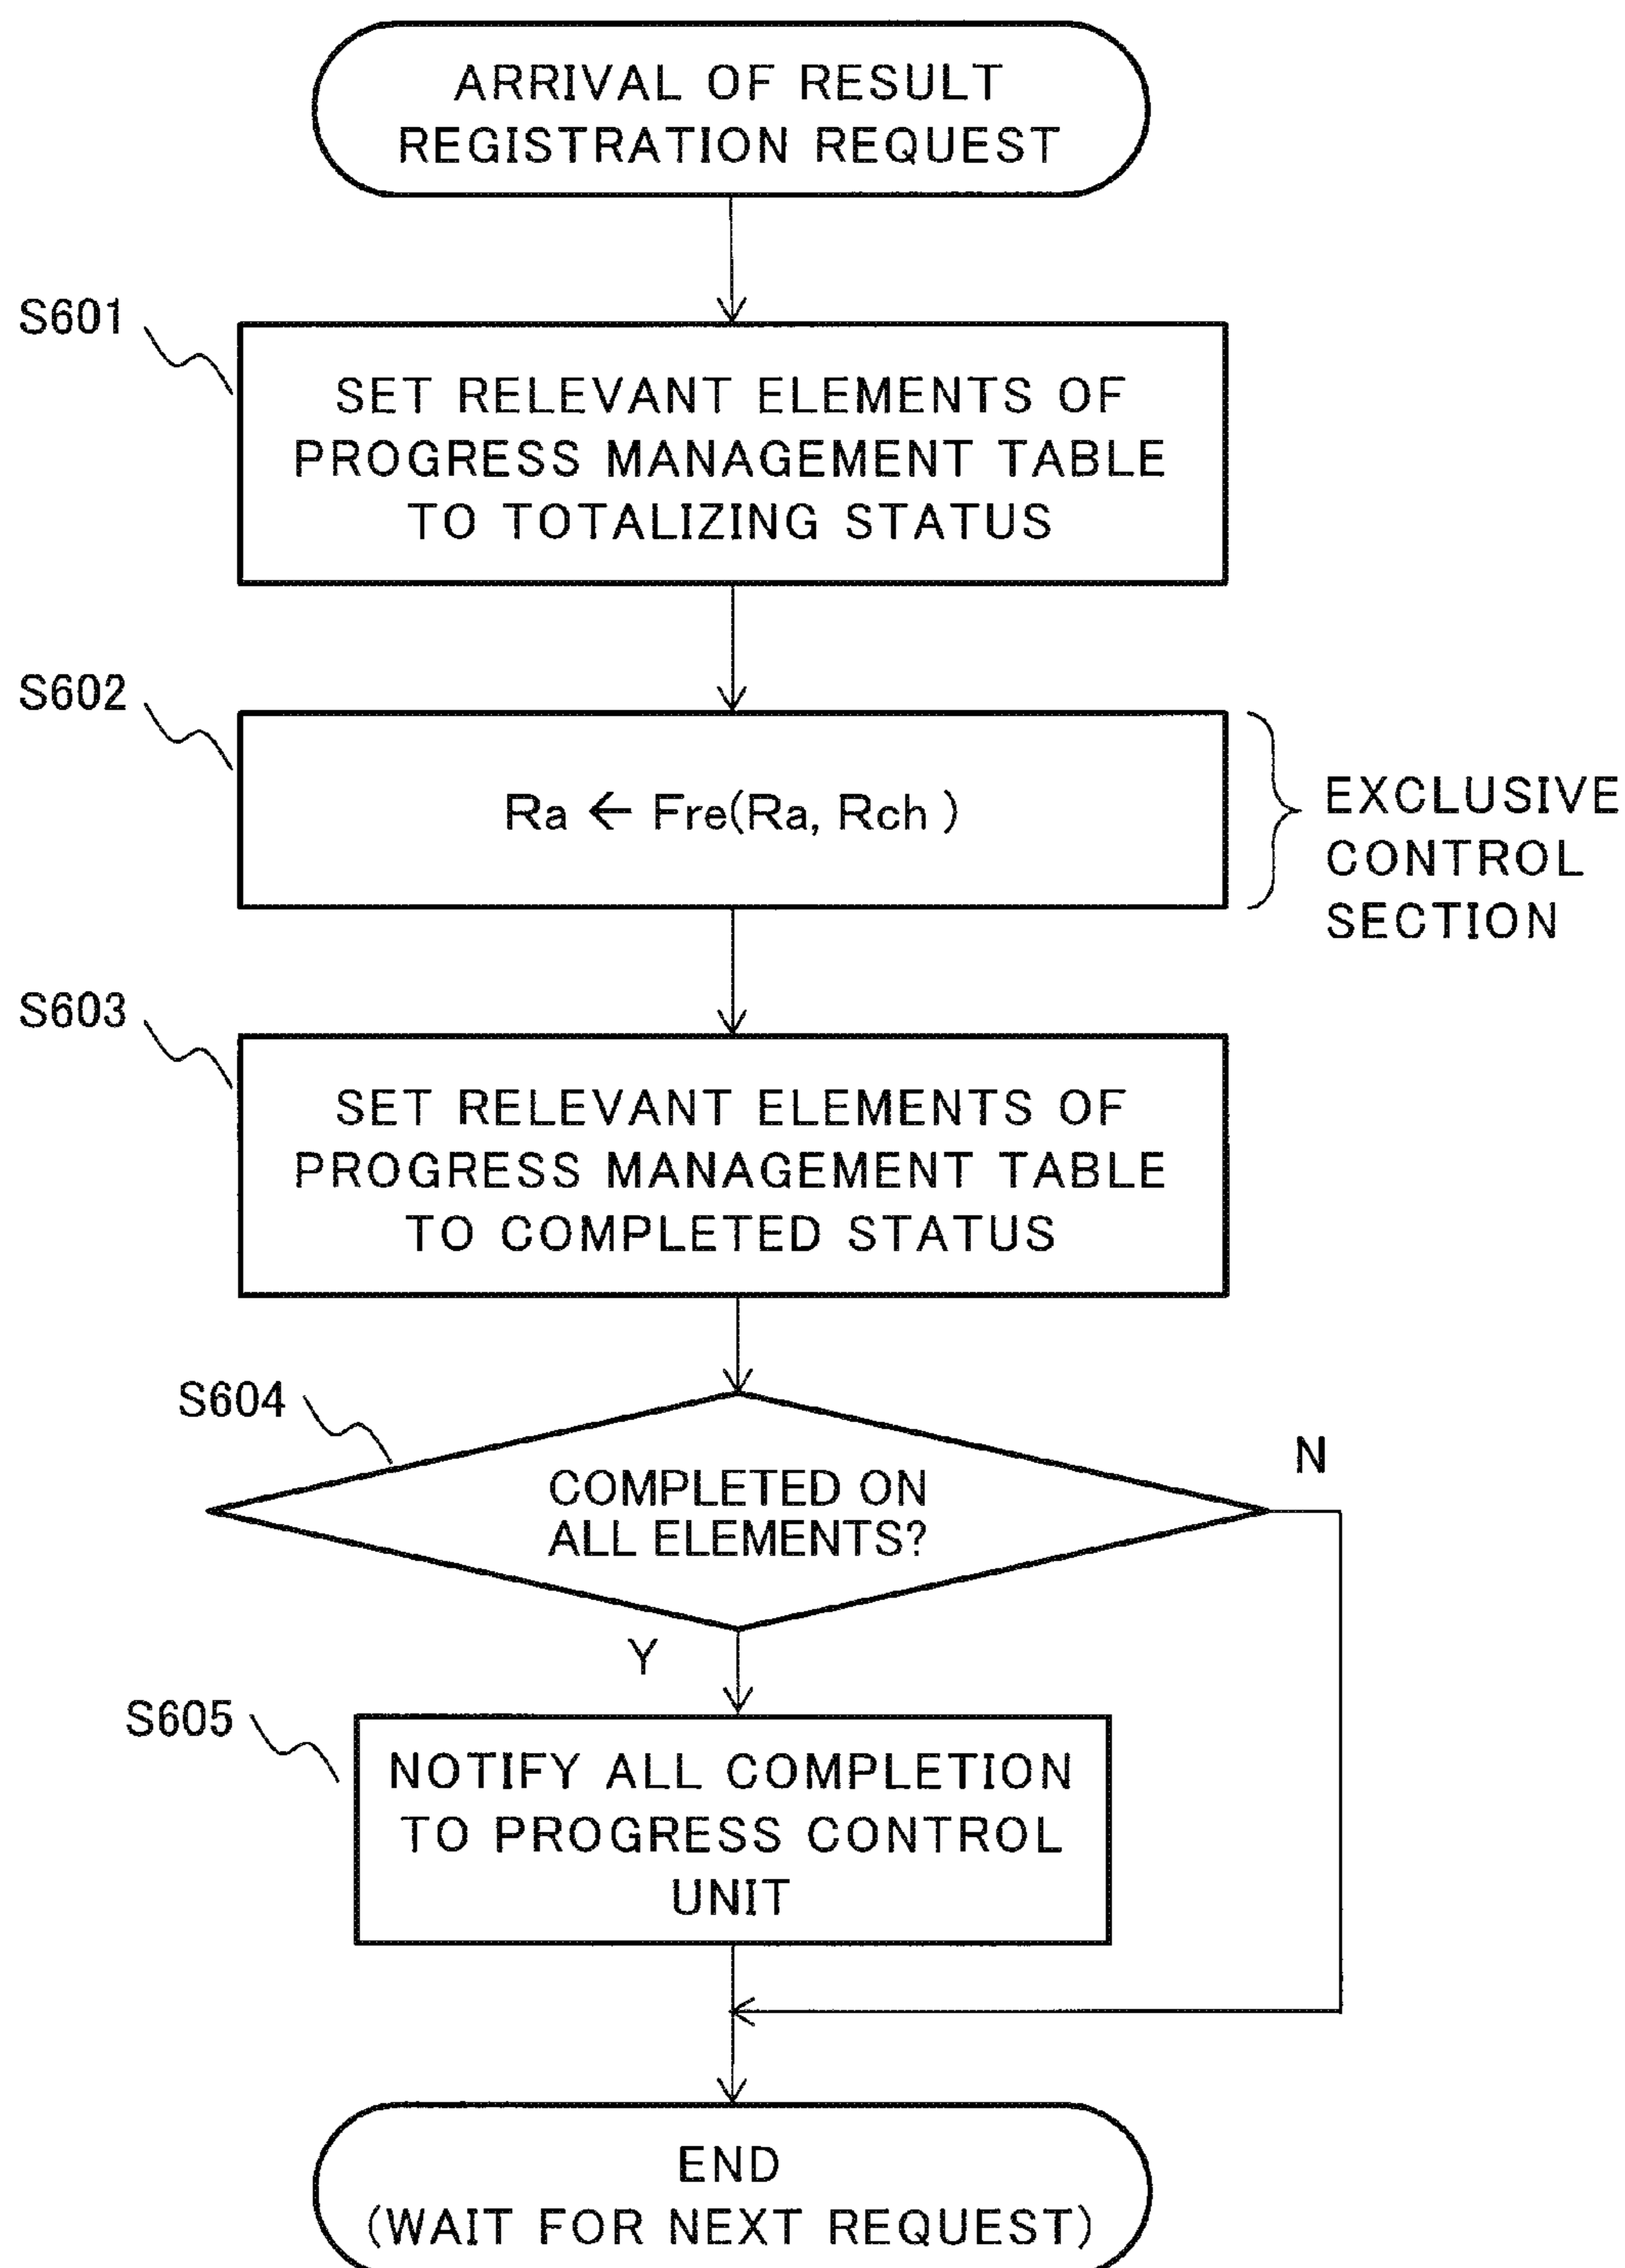 ARRIVAL OF RESULT
REGISTRATION REQUEST
S601
SET RELEVANT ELEMENTS OF
PROGRESS MANAGEMENT TABLE
TO TOTALIZING STATUS
S602
Ra ← Fre(Ra, Rch )
EXCLUSIVE
CONTROL
SECTION
S603
SET RELEVANT ELEMENTS OF
PROGRESS MANAGEMENT TABLE
TO COMPLETED STATUS
S604
COMPLETED ON
ALL ELEMENTS?
N
Y
S605
NOTIFY ALL COMPLETION
TO PROGRESS CONTROL
UNIT
END
(WAIT FOR NEXT REQUEST)